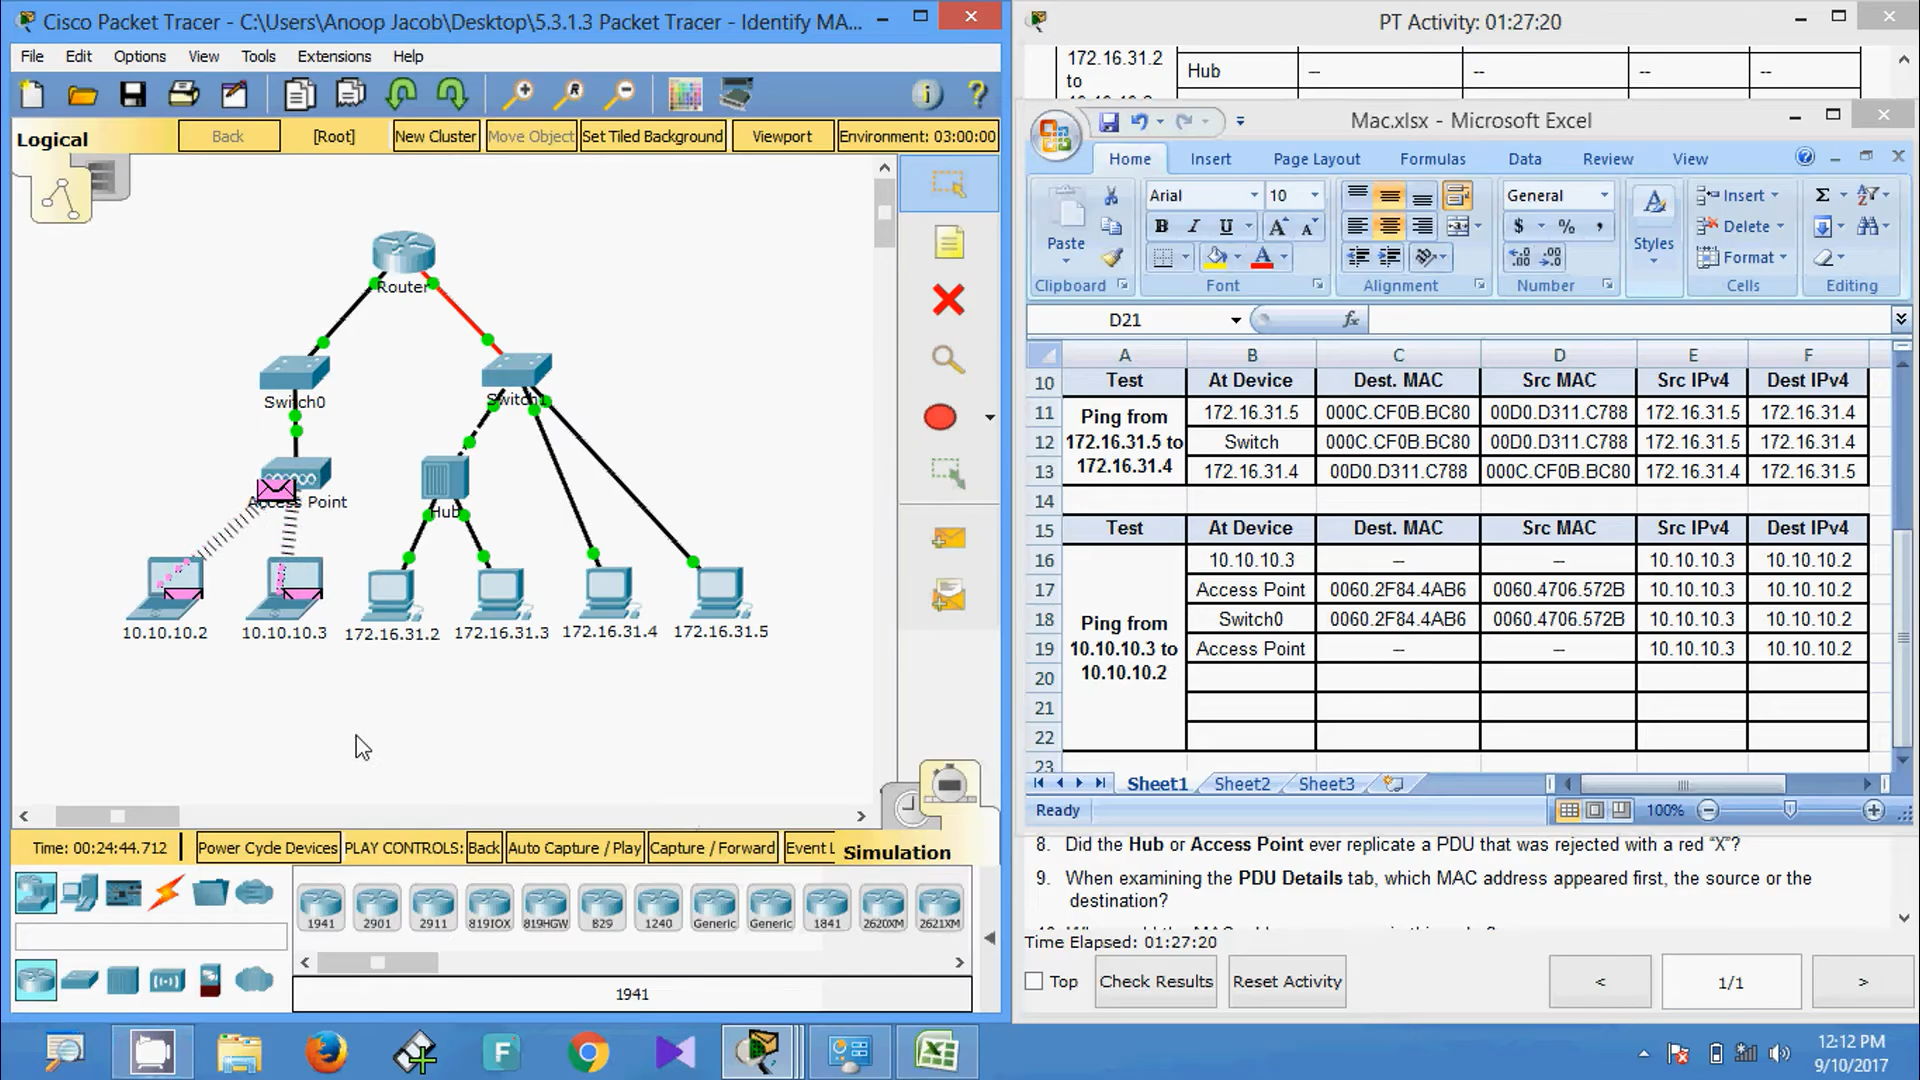 Cisco Packet Tracer - C:\Users\Anoop Jacob\Desktop\5.3.1.3 Packet Tracer - Identify MA...
File Edit Options View Tools Extensions Help
Logical Back [Root] New Cluster Move Object Set Tiled Background Viewport Environment: 03:00:00
Router
Switch0
Switch
Access Point
Hub
10.10.10.2 10.10.10.3 172.16.31.2 172.16.31.3 172.16.31.4 172.16.31.5
Time: 00:24:44.712 Power Cycle Devices PLAY CONTROLS: Back Auto Capture / Play Capture / Forward Event L Simulation
1941 2901 2911 819IOX 819HGW 829 1240 Generic Generic 1841 2620XM 2621XM
1941
PT Activity: 01:27:20
172.16.31.2
to
Hub -- -- -- --
Mac.xlsx - Microsoft Excel
Home Insert Page Layout Formulas Data Review View
Paste Arial 10 General Styles Insert Delete Format
Clipboard Font Alignment Number Cells Editing
D21 fx
A B C D E F
10 Test At Device Dest. MAC Src MAC Src IPv4 Dest IPv4
11 Ping from 172.16.31.5 000C.CF0B.BC80 00D0.D311.C788 172.16.31.5 172.16.31.4
12 172.16.31.5 to Switch 000C.CF0B.BC80 00D0.D311.C788 172.16.31.5 172.16.31.4
13 172.16.31.4 172.16.31.4 00D0.D311.C788 000C.CF0B.BC80 172.16.31.4 172.16.31.5
14
15 Test At Device Dest. MAC Src MAC Src IPv4 Dest IPv4
16 10.10.10.3 -- -- 10.10.10.3 10.10.10.2
17 Access Point 0060.2F84.4AB6 0060.4706.572B 10.10.10.3 10.10.10.2
18 Ping from Switch0 0060.2F84.4AB6 0060.4706.572B 10.10.10.3 10.10.10.2
19 10.10.10.3 to Access Point -- -- 10.10.10.3 10.10.10.2
20 10.10.10.2
21
22
23
Sheet1 Sheet2 Sheet3
Ready 100%
8. Did the Hub or Access Point ever replicate a PDU that was rejected with a red "X"?
9. When examining the PDU Details tab, which MAC address appeared first, the source or the
destination?
Time Elapsed: 01:27:20
Top Check Results Reset Activity < 1/1 >
12:12 PM
9/10/2017